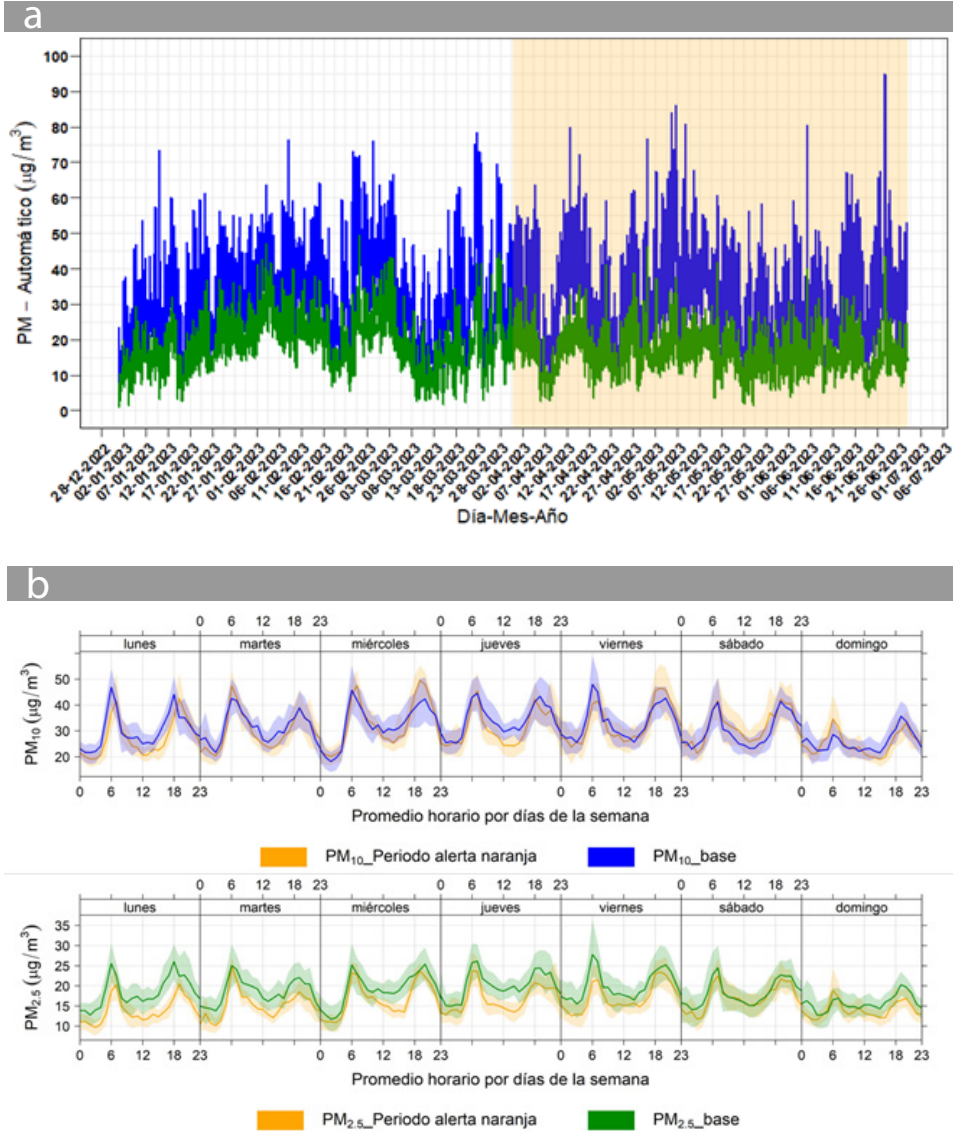 a
PM – Automático (µg/m³)
100
90
80
70
60
50
40
30
20
10
0
28-12-2022 02-01-2023 07-01-2023 12-01-2023 17-01-2023 22-01-2023 27-01-2023 01-02-2023 06-02-2023 11-02-2023 16-02-2023 21-02-2023 26-02-2023 03-03-2023 08-03-2023 13-03-2023 18-03-2023 23-03-2023 28-03-2023 02-04-2023 07-04-2023 12-04-2023 17-04-2023 22-04-2023 27-04-2023 02-05-2023 07-05-2023 12-05-2023 17-05-2023 22-05-2023 27-05-2023 01-06-2023 06-06-2023 11-06-2023 16-06-2023 21-06-2023 26-06-2023 01-07-2023 06-07-2023
Día-Mes-Año
b
0 6 12 18 23 0 6 12 18 23 0 6 12 18 23
lunes martes miércoles jueves viernes sábado domingo
PM₁₀ (µg/m³)
50
40
30
20
0 6 12 18 23 0 6 12 18 23 0 6 12 18 23 0 6 12 18 23
Promedio horario por días de la semana
PM₁₀_Periodo alerta naranja PM₁₀_base
0 6 12 18 23 0 6 12 18 23 0 6 12 18 23
lunes martes miércoles jueves viernes sábado domingo
PM₂.₅ (µg/m³)
35
30
25
20
15
10
0 6 12 18 23 0 6 12 18 23 0 6 12 18 23 0 6 12 18 23
Promedio horario por días de la semana
PM₂.₅_Periodo alerta naranja PM₂.₅_base